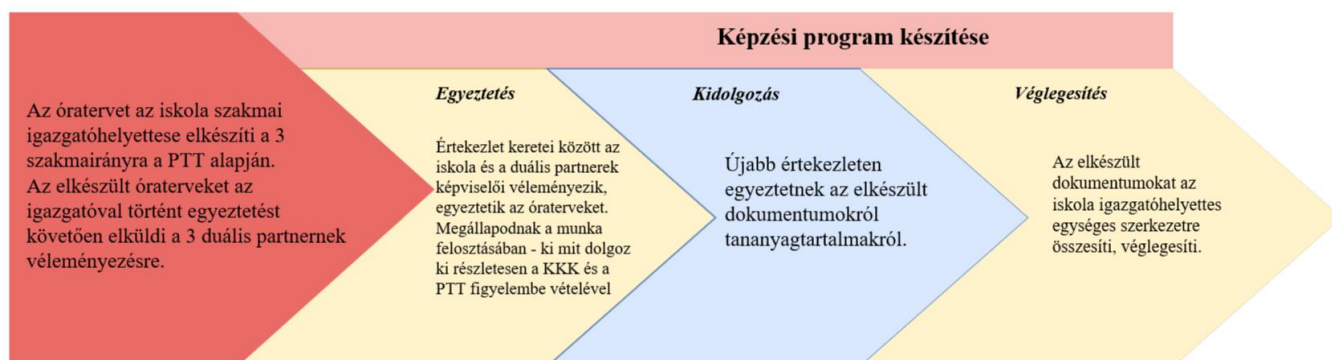 Képzési program készítése
Az óratervet az iskola szakmai
igazgatóhelyettese elkészíti a 3
szakmairányra a PTT alapján.
Az elkészült óraterveket az
igazgatóval történt egyeztetést
követően elküldi a 3 duális partnernek
véleményezésre.
Egyeztetés
Értekezlet keretei között az
iskola és a duális partnerek
képviselői véleményezik,
egyeztetik az óraterveket.
Megállapodnak a munka
felosztásában - ki mit dolgoz
ki részletesen a KKK és a
PTT figyelembe vételével
Kidolgozás
Újabb értekezleten
egyeztetnek az elkészült
dokumentumokról
tananyagtartalmakról.
Véglegesítés
Az elkészült
dokumentumokat az
iskola igazgatóhelyettes
egységes szerkezetre
összesíti, véglegesíti.